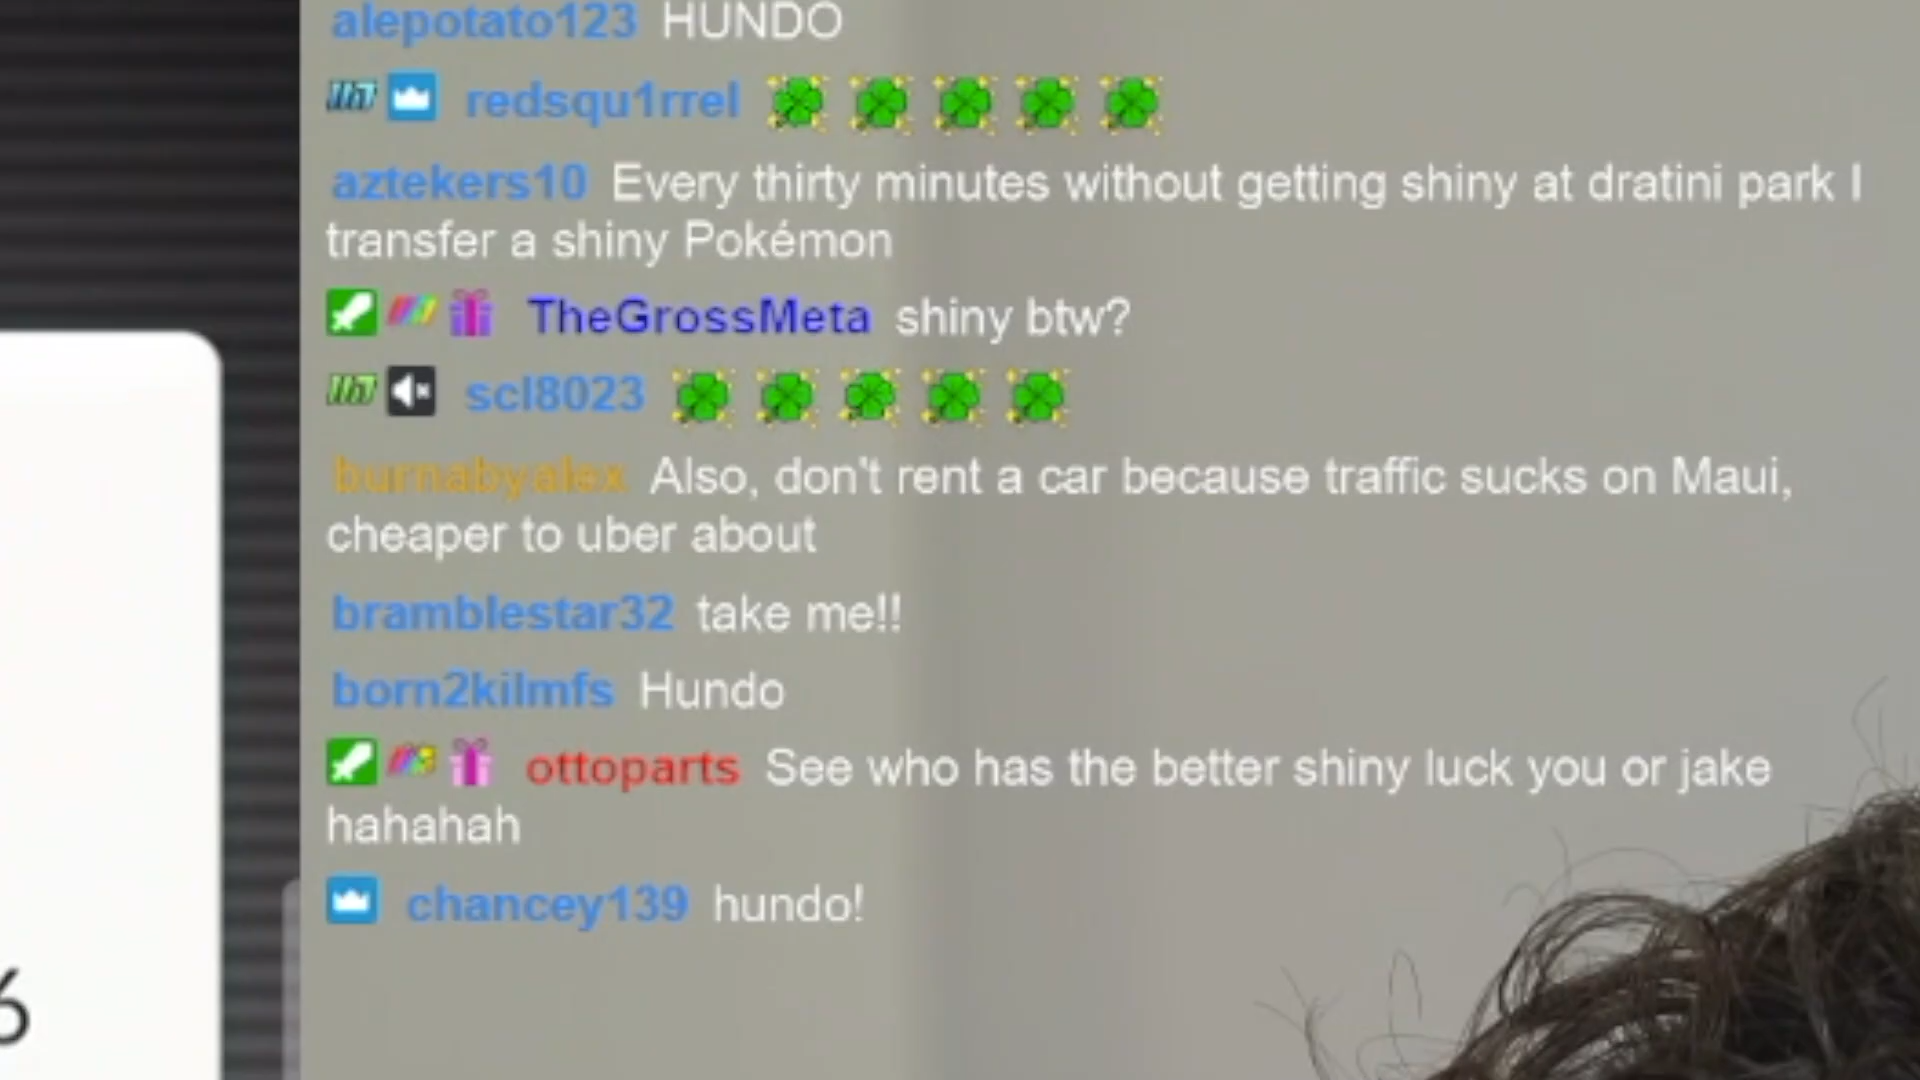 alepotato123 HUNDO
redsqu1rrel
aztekers10 Every thirty minutes without getting shiny at dratini park I
transfer a shiny Pokémon
TheGrossMeta shiny btw?
scl8023
burnabyalex Also, don't rent a car because traffic sucks on Maui,
cheaper to uber about
bramblestar32 take me!!
born2kilmfs Hundo
ottoparts See who has the better shiny luck you or jake
hahahah
chancey139 hundo!
6